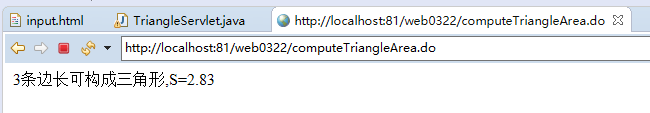 input.html TriangleServlet.java http://localhost:81/web0322/computeTriangleArea.do
http://localhost:81/web0322/computeTriangleArea.do
3条边长可构成三角形,S=2.83